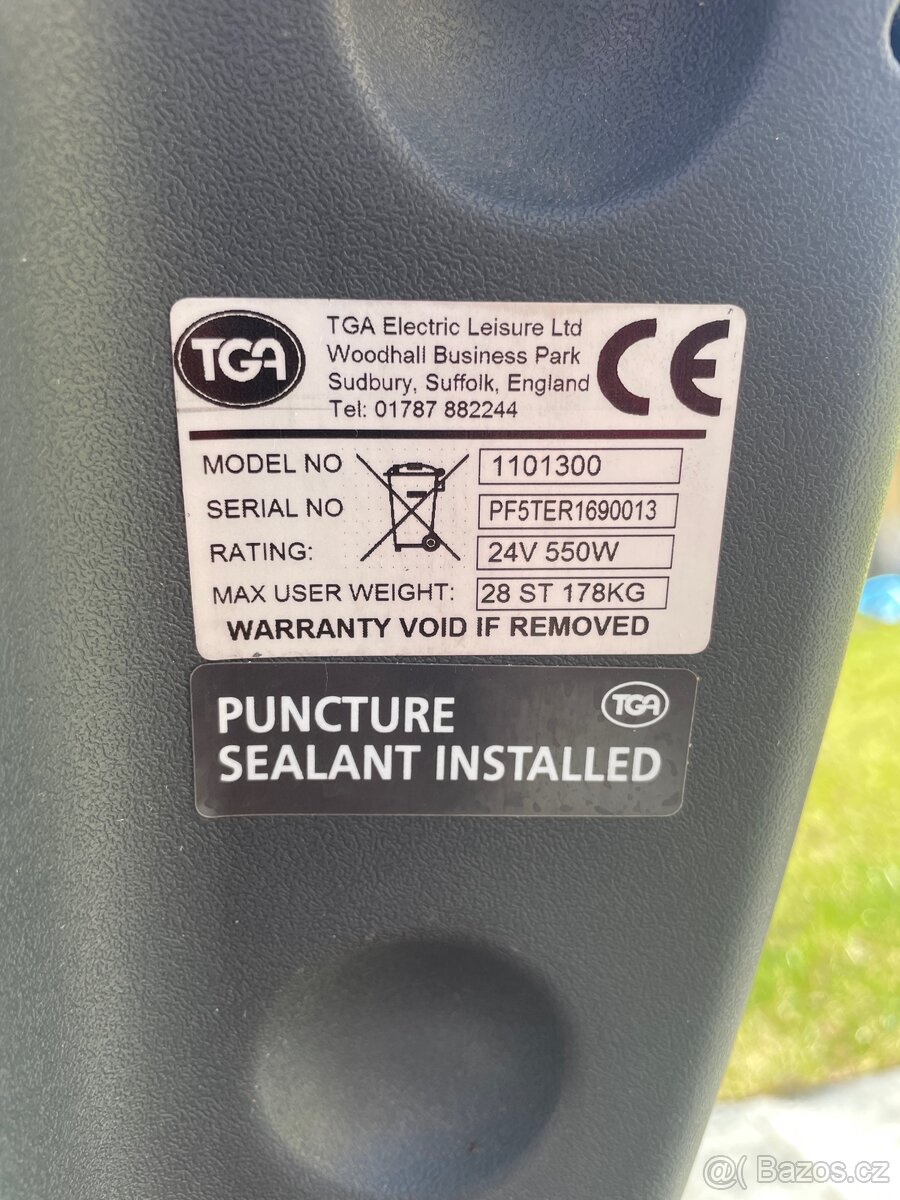 TGA
TGA Electric Leisure Ltd
Woodhall Business Park
Sudbury, Suffolk, England
Tel: 01787 882244
CE
MODEL NO 1101300
SERIAL NO PF5TER1690013
RATING: 24V 550W
MAX USER WEIGHT: 28 ST 178KG
WARRANTY VOID IF REMOVED
TGA
PUNCTURE
SEALANT INSTALLED
@( Bazos.cz